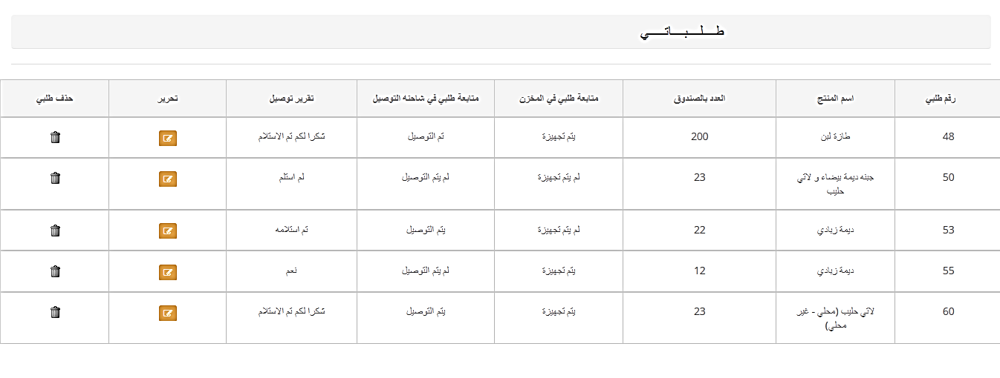 طـــلـــبـــاتـــي
رقم طلبي
اسم المنتج
العدد بالصندوق
متابعة طلبي في المخزن
متابعة طلبي في شاحنه التوصيل
تقرير توصيل
تحرير
حذف طلبي
48
طازة لبن
200
يتم تجهيزة
تم التوصيل
شكرا لكم تم الاستلام
50
جبنه ديمة بيضاء و لاتي
حليب
23
لم يتم تجهيزة
لم يتم التوصيل
لم استلم
53
ديمة زبادي
22
لم يتم تجهيزة
يتم التوصيل
تم استلامه
55
ديمة زبادي
12
يتم تجهيزة
لم يتم التوصيل
نعم
60
لاتي حليب (محلي - غير
محلي)
23
يتم تجهيزة
يتم التوصيل
شكرا لكم تم الاستلام